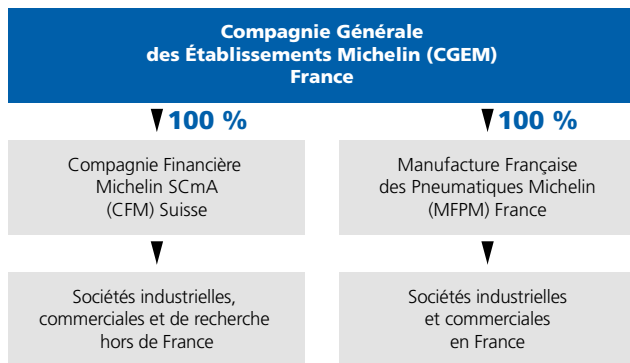 Compagnie Générale
des Établissements Michelin (CGEM)
France
100 %
100 %
Compagnie Financière
Michelin SCmA
(CFM) Suisse
Manufacture Française
des Pneumatiques Michelin
(MFPM) France
Sociétés industrielles,
commerciales et de recherche
hors de France
Sociétés industrielles
et commerciales
en France